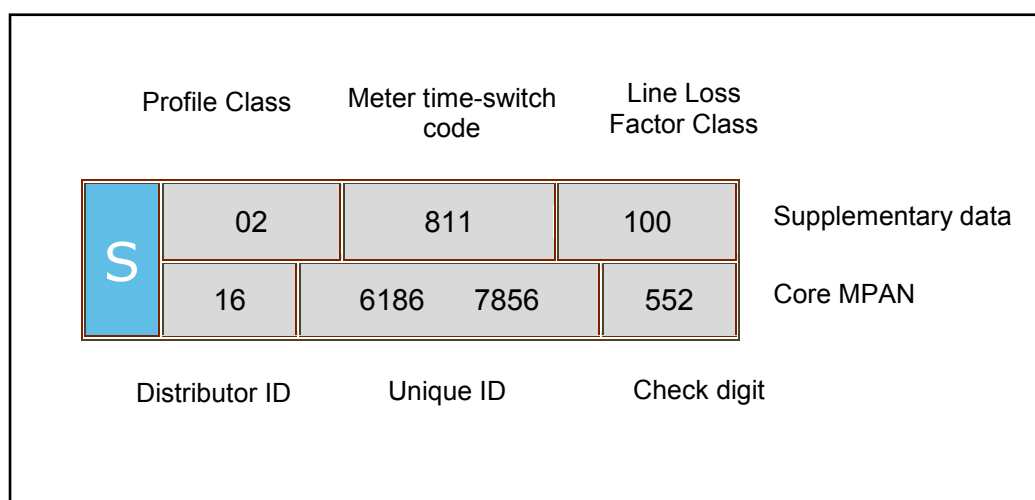 Profile Class Meter time-switch code Line Loss Factor Class
S 02 811 100 Supplementary data
16 6186 7856 552 Core MPAN
Distributor ID Unique ID Check digit